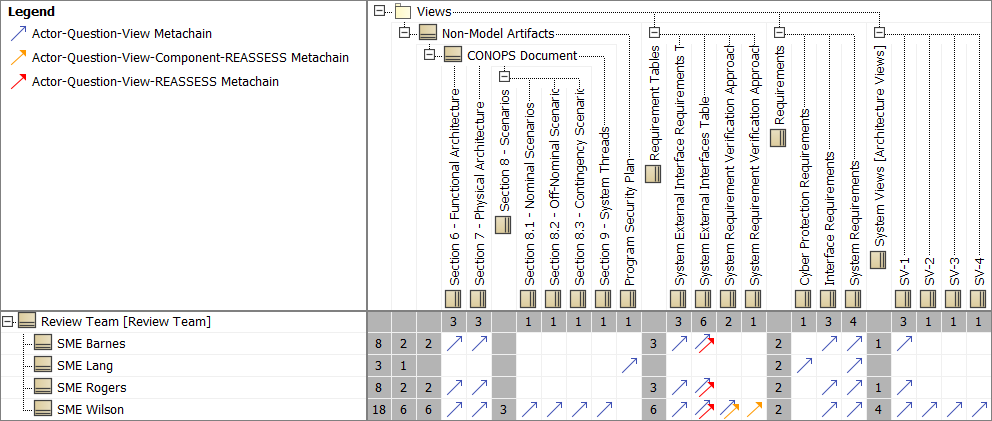 Legend
Actor-Question-View Metachain
Actor-Question-View-Component-REASSESS Metachain
Actor-Question-View-REASSESS Metachain
Views
Non-Model Artifacts
CONOPS Document
Section 6 - Functional Architecture
Section 7 - Physical Architecture
Section 8 - Scenarios
Section 8.1 - Nominal Scenarios
Section 8.2 - Off-Nominal Scenaric
Section 8.3 - Contingency Scenario
Section 9 - System Threads
Program Security Plan
Requirement Tables
System External Interface Requirements T
System External Interfaces Table
System Requirement Verification Approach
System Requirement Verification Approach
Requirements
Cyber Protection Requirements
Interface Requirements
System Requirements
System Views [Architecture Views]
SV-1
SV-2
SV-3
SV-4
Review Team [Review Team] 3 3 1 1 1 1 1 3 6 2 1 1 3 4 3 1 1 1
SME Barnes 8 2 2 3 2 1
SME Lang 3 1 2
SME Rogers 8 2 2 3 2 1
SME Wilson 18 6 6 3 6 2 4